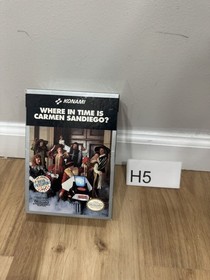 KONAMI
WHERE IN TIME IS
CARMEN SANDIEGO?
H5